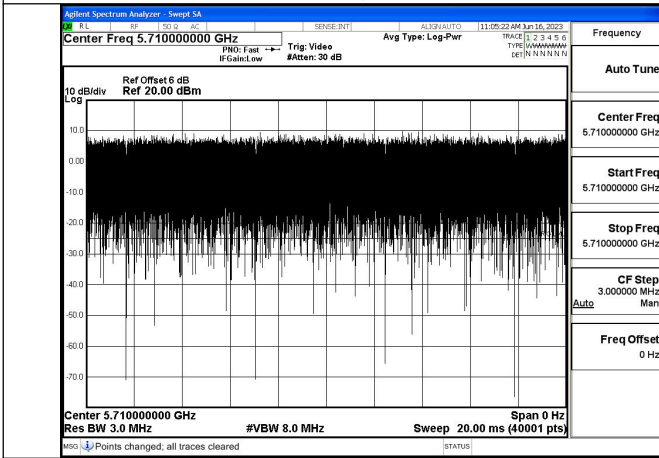 Agilent Spectrum Analyzer - Swept SA
RL RF 50 Ω AC SENSE:INT ALIGN AUTO 11:05:22 AM Jun 16, 2023
Center Freq 5.710000000 GHz
PNO: Fast
IFGain:Low
Trig: Video
#Atten: 30 dB
Avg Type: Log-Pwr
TRACE 1 2 3 4 5 6
TYPE
DET N N N N N N
Ref Offset 6 dB
10 dB/div Ref 20.00 dBm
Log
10.0
0.00
-10.0
-20.0
-30.0
-40.0
-50.0
-60.0
-70.0
Center 5.710000000 GHz Span 0 Hz
Res BW 3.0 MHz #VBW 8.0 MHz Sweep 20.00 ms (40001 pts)
MSG Points changed; all traces cleared STATUS
Frequency
Auto Tune
Center Freq
5.710000000 GHz
Start Freq
5.710000000 GHz
Stop Freq
5.710000000 GHz
CF Step
3.000000 MHz
Auto Man
Freq Offset
0 Hz